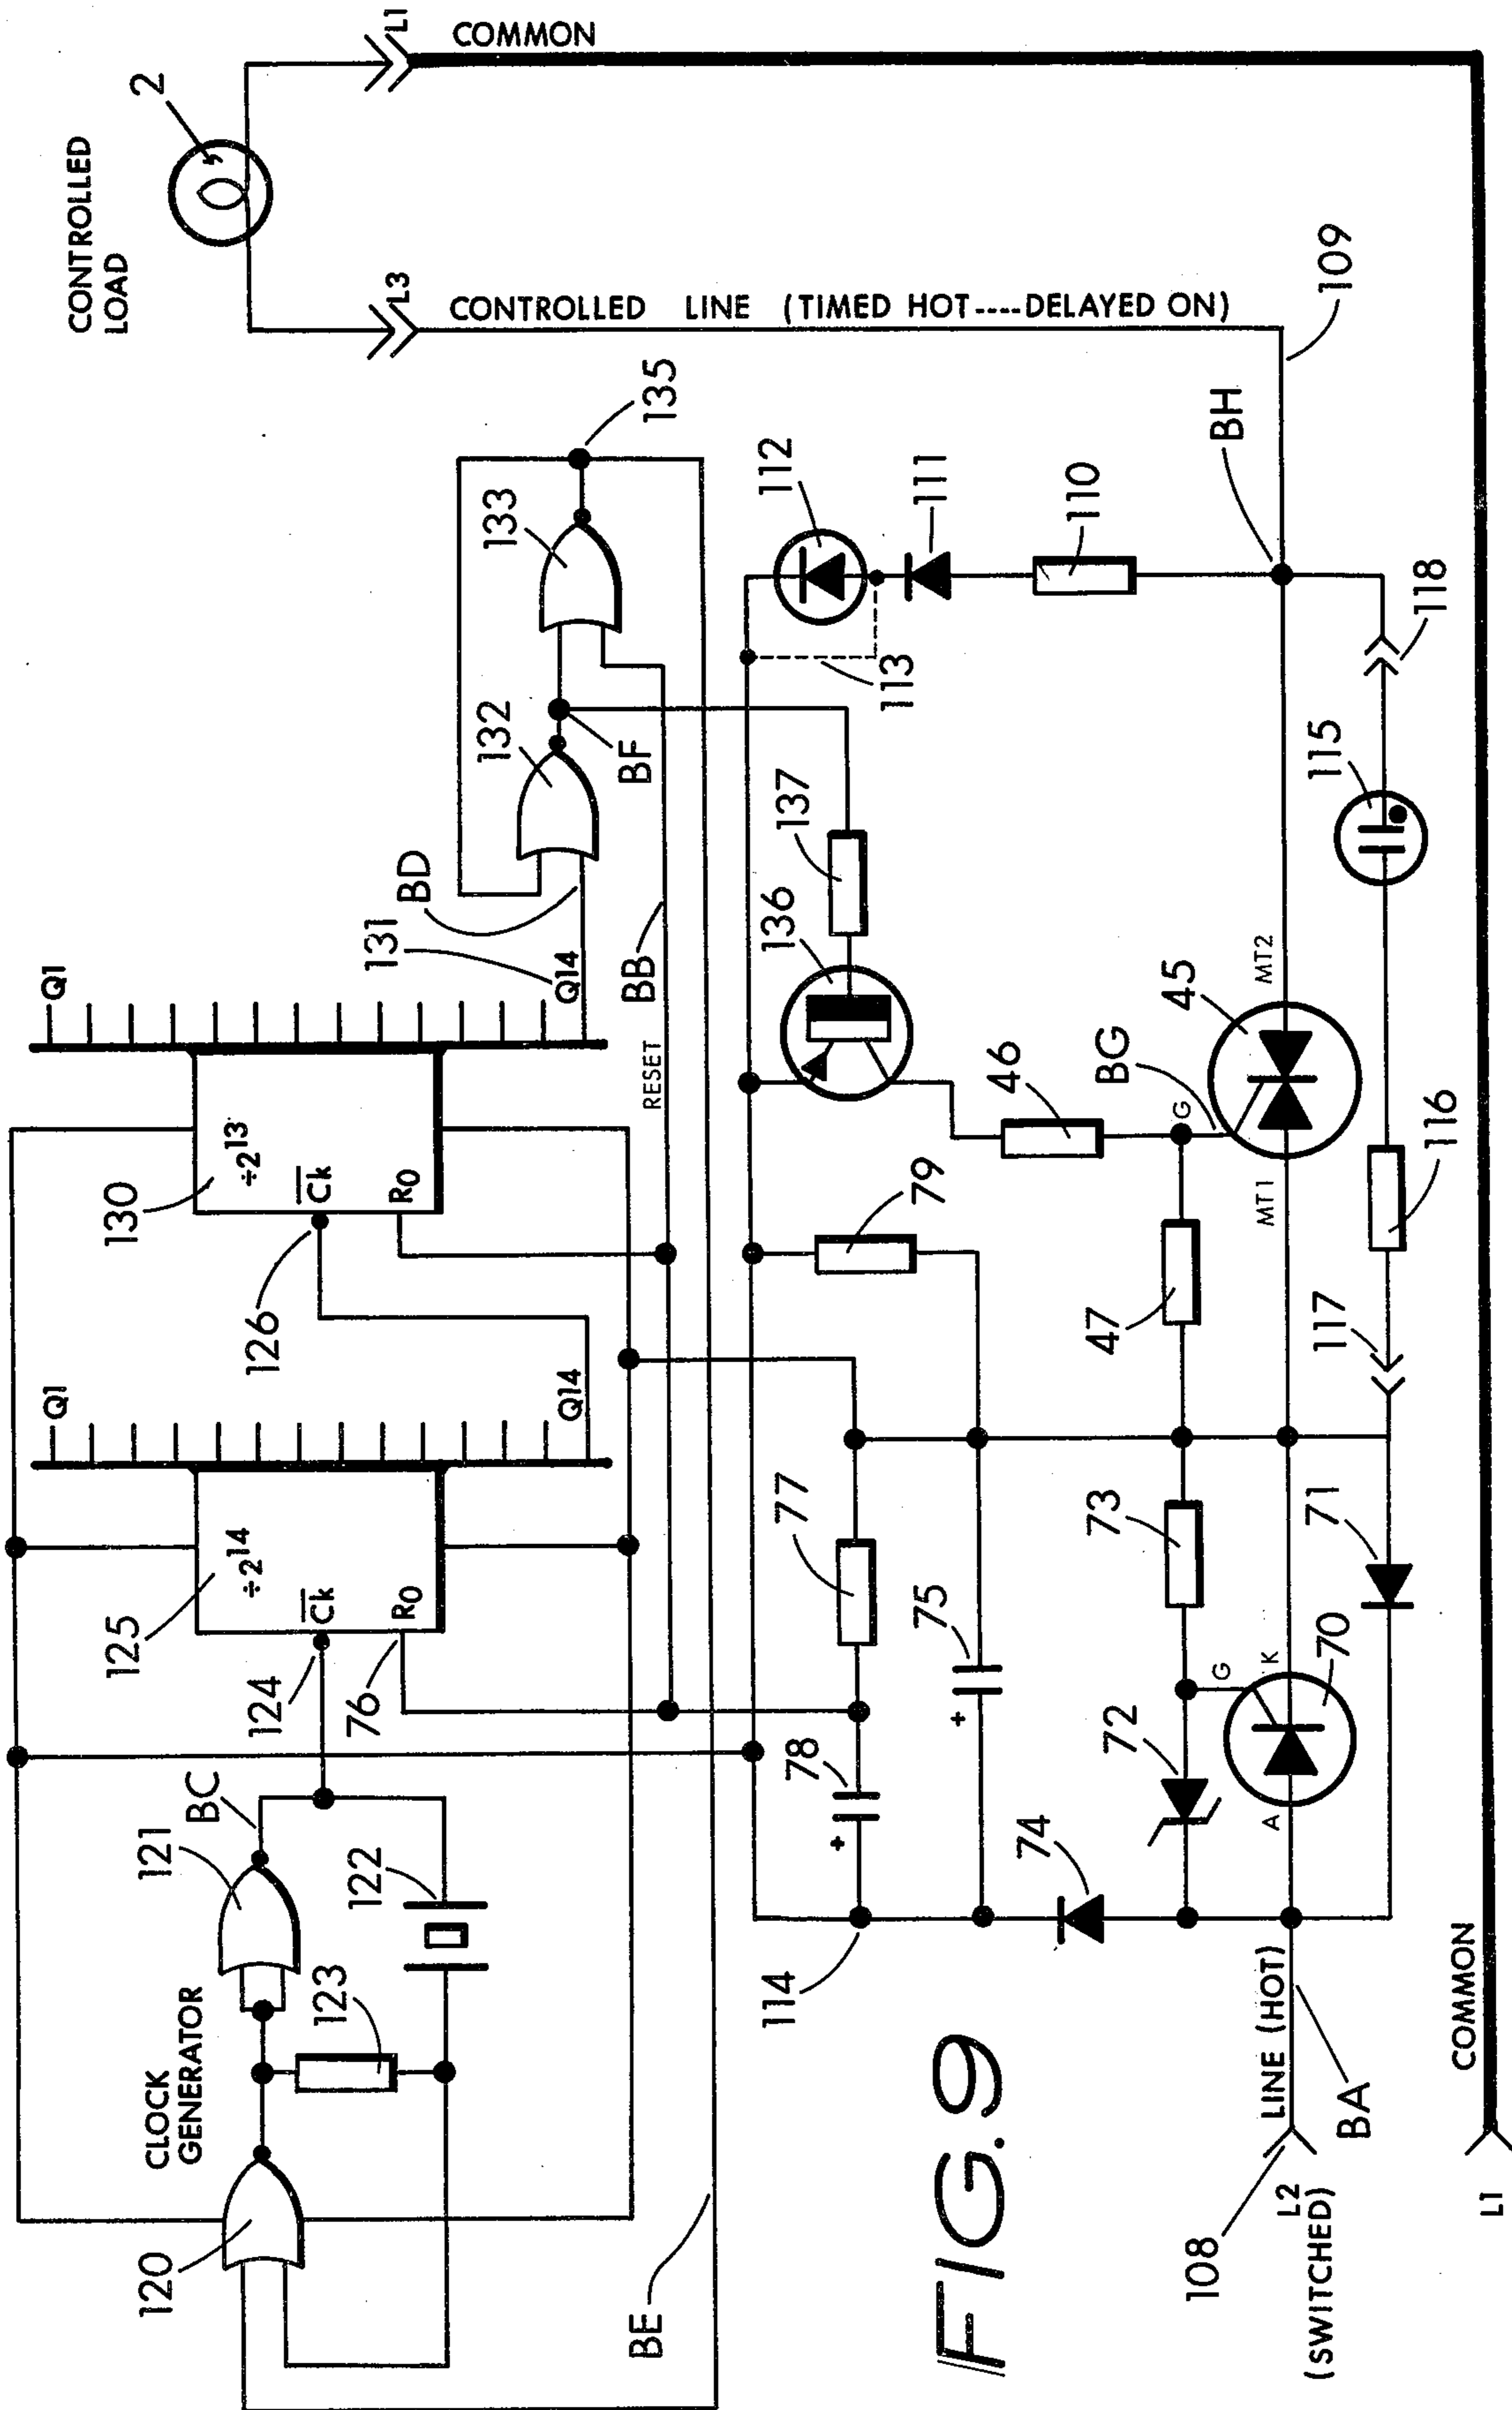 CONTROLLED
LOAD
2
L3
L1
COMMON
CONTROLLED LINE (TIMED HOT----DELAYED ON)
109
CLOCK
GENERATOR
120
121
BC
122
123
124
76
125
÷2¹⁴
Ck
R₀
Q1
Q14
126
130
÷2¹³
Ck
R₀
Q1
Q14
131
BD
132
133
135
BF
BB
RESET
BE
136
137
112
111
110
113
BH
118
114
78
77
75
79
46
BG
G
47
45
MT1
MT2
74
72
73
G
A
K
70
71
117
116
115
FIG.9
108
L2
(SWITCHED)
LINE (HOT)
BA
L1
COMMON